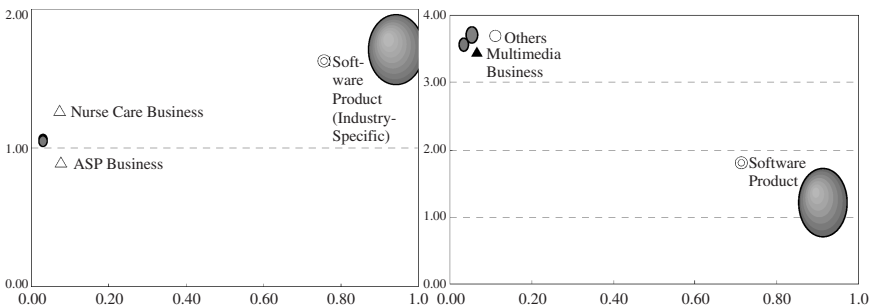 2.00
◎Soft-
ware
Product
(Industry-
Specific)
△ Nurse Care Business
1.00
△ ASP Business
0.00
0.00 0.20 0.40 0.60 0.80 1.0
4.00
○ Others
▲ Multimedia
Business
3.00
2.00
◎Software
Product
1.00
0.00
0.00 0.20 0.40 0.60 0.80 1.0